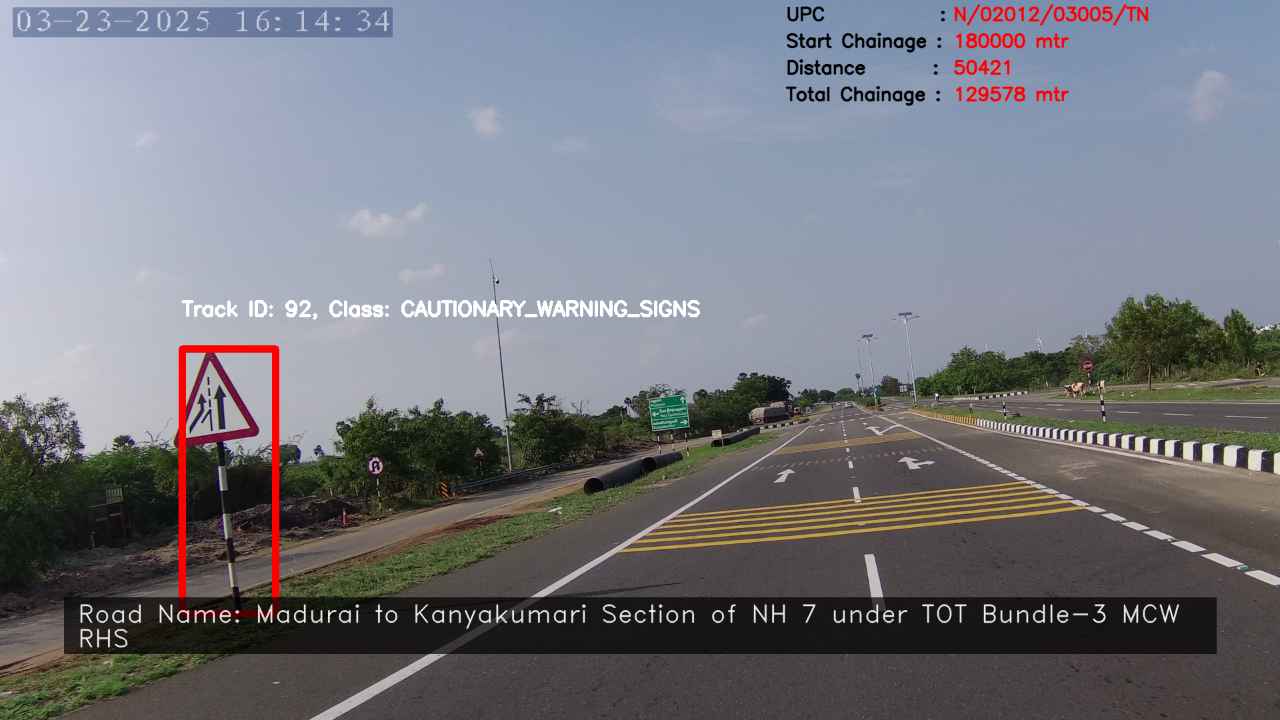 03-23-2025 16:14:34
UPC : N/02012/03005/TN
Start Chainage : 180000 mtr
Distance : 50421
Total Chainage : 129578 mtr
Track ID: 92, Class: CAUTIONARY_WARNING_SIGNS
Road Name: Madurai to Kanyakumari Section of NH 7 under TOT Bundle-3 MCW
RHS